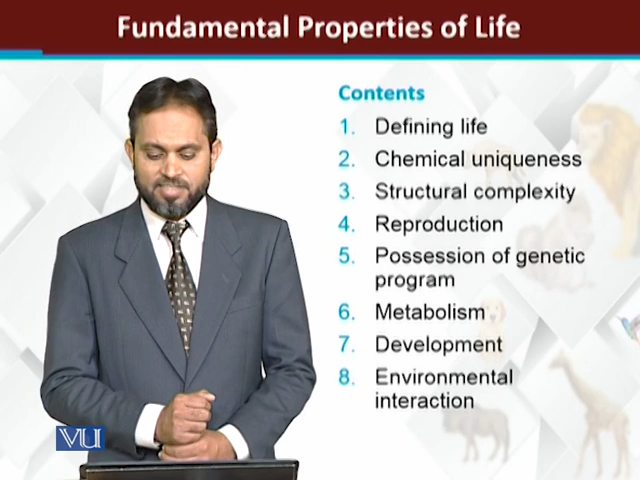 Fundamental Properties of Life
Contents
1. Defining life
2. Chemical uniqueness
3. Structural complexity
4. Reproduction
5. Possession of genetic
program
6. Metabolism
7. Development
8. Environmental
interaction
VU